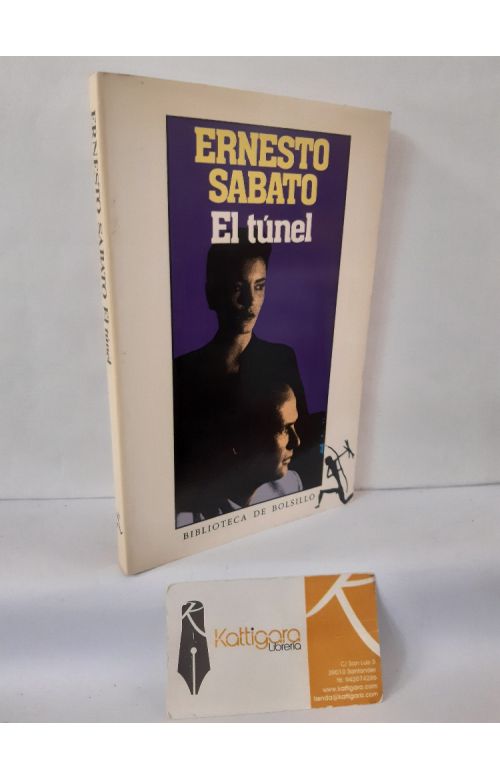 ERNESTO SABATO El túnel
ERNESTO
SABATO
El túnel
BIBLIOTECA DE BOLSILLO
R
Kattigara
Librería
R
C/ San Luis 3
39010 Santander
www.kattigara.com
tienda@kattigara.com